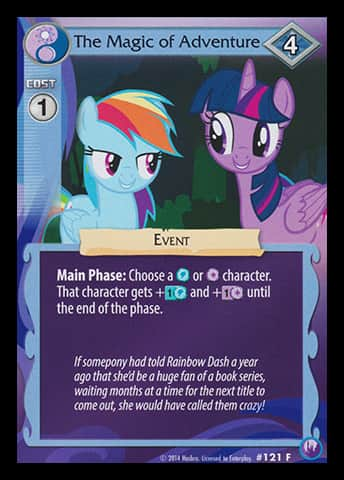 The Magic of Adventure
4
COST
1
EVENT
Main Phase: Choose a or character.
That character gets +1 and +1 until
the end of the phase.
If somepony had told Rainbow Dash a year
ago that she'd be a huge fan of a book series,
waiting months at a time for the next title to
come out, she would have called them crazy!
© 2014 Hasbro. Licensed to Enterplay. #121 F